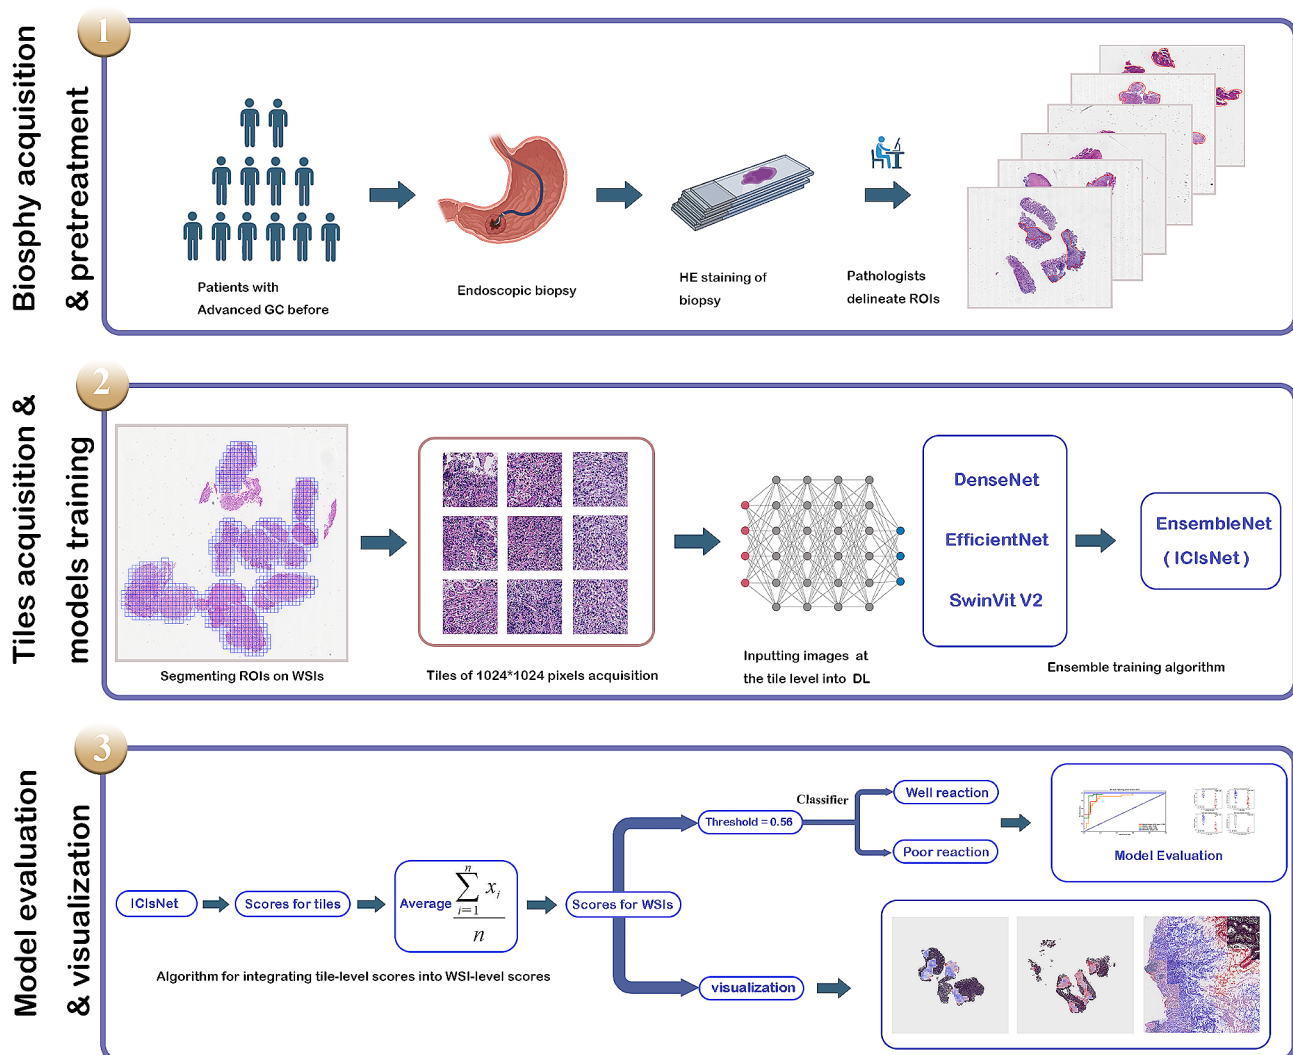 1
Biosphy acquisition
& pretreatment
Patients with
Advanced GC before
Endoscopic biopsy
HE staining of
biopsy
Pathologists
delineate ROIs
2
Tiles acquisition &
models training
Segmenting ROIs on WSIs
Tiles of 1024*1024 pixels acquisition
Inputting images at
the tile level into DL
DenseNet
EfficientNet
SwinVit V2
EnsembleNet
( ICIsNet )
Ensemble training algorithm
3
Model evaluation
& visualization
ICIsNet
Scores for tiles
Average
n
∑ xᵢ
i=1
n
Scores for WSIs
Algorithm for integrating tile-level scores into WSI-level scores
Threshold = 0.56
Classifier
Well reaction
Poor reaction
Model Evaluation
visualization